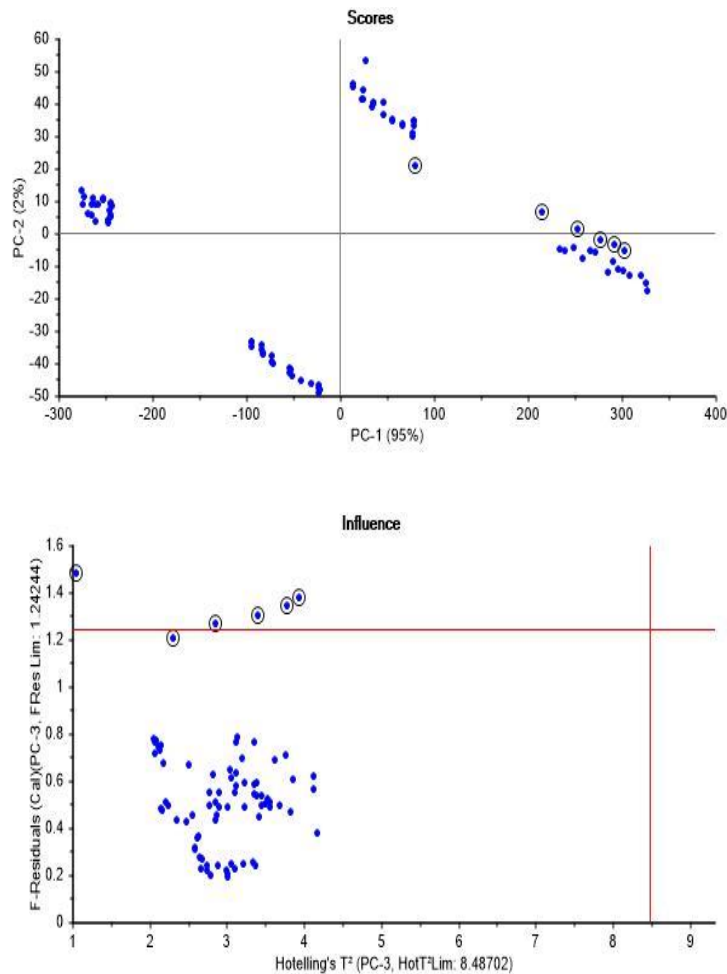 Scores
60
50
40
30
20
10
0
-10
-20
-30
-40
-50
PC-2 (2%)
-300 -200 -100 0 100 200 300 400
PC-1 (95%)
Influence
1.6
1.4
1.2
1
0.8
0.6
0.4
0.2
0
F-Residuals (Cal)(PC-3, FRes Lim: 1.24244)
1 2 3 4 5 6 7 8 9
Hotelling's T² (PC-3, HotT²Lim: 8.48702)